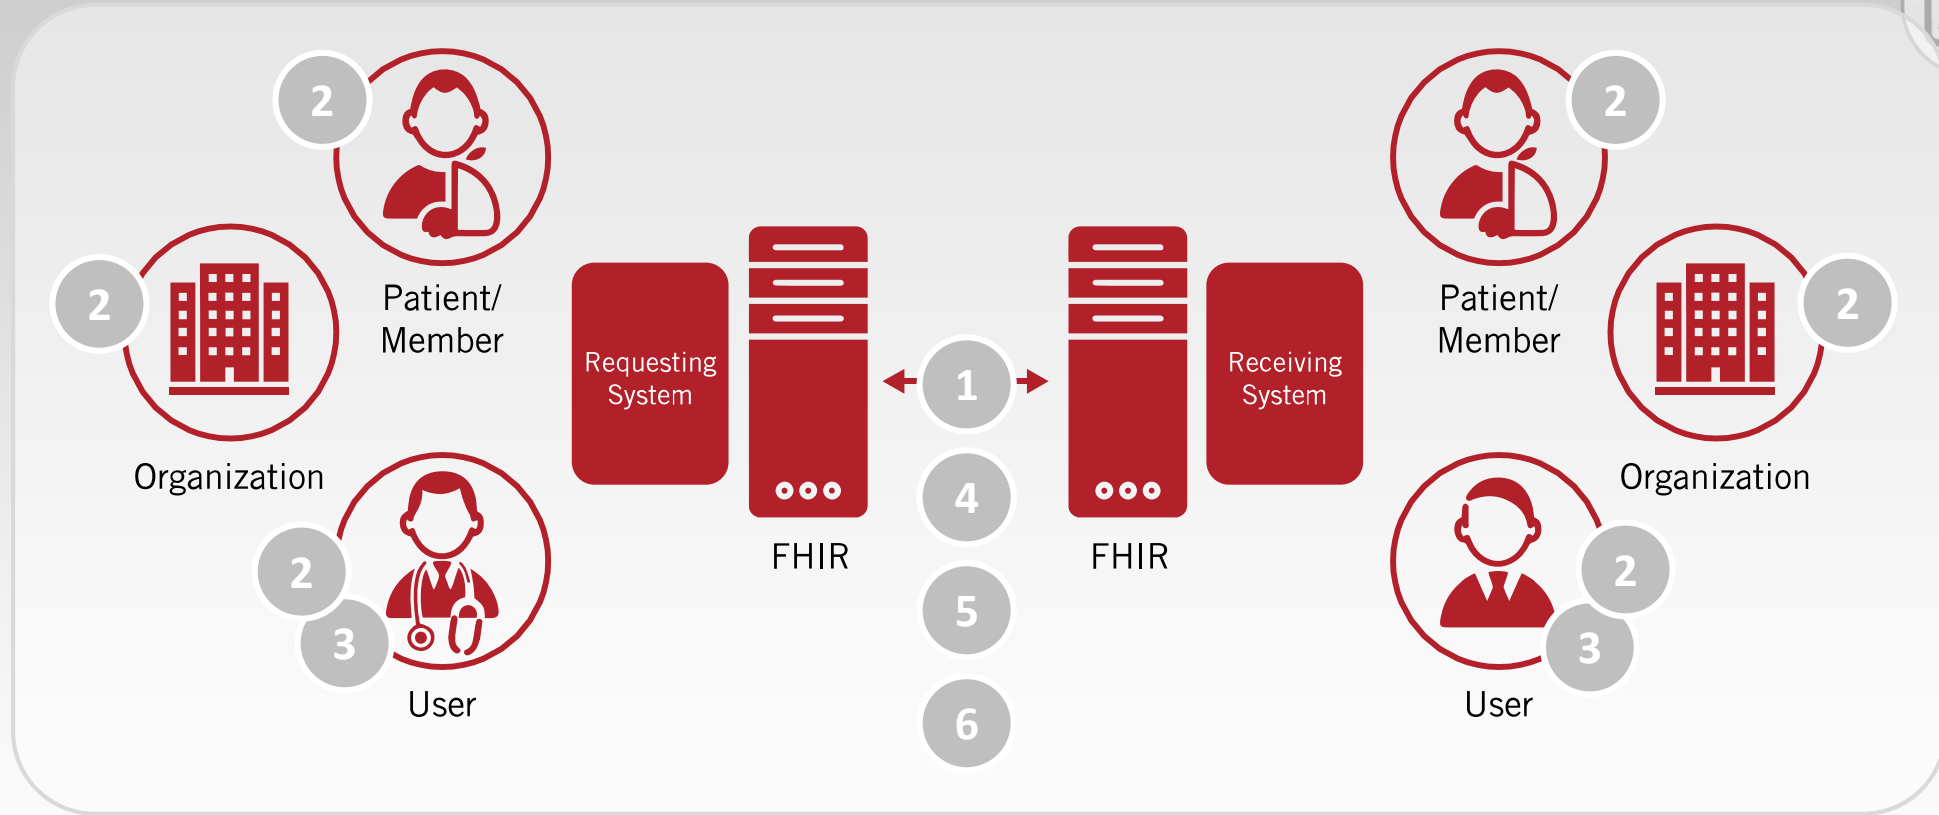 2
Patient/
Member
2
Organization
2
3
User
Requesting
System
FHIR
1
4
5
6
FHIR
Receiving
System
2
Patient/
Member
2
Organization
2
3
User